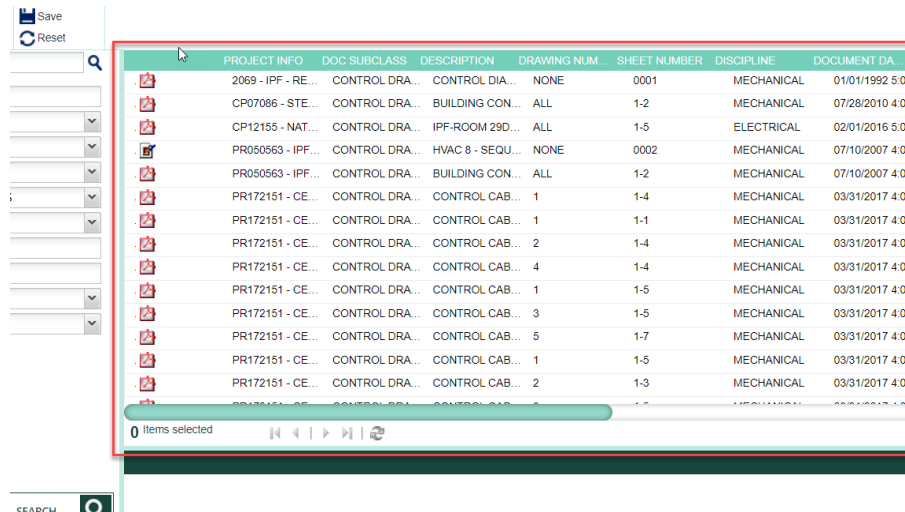 Save
Reset
PROJECT INFO DOC SUBCLASS DESCRIPTION DRAWING NUM... SHEET NUMBER DISCIPLINE DOCUMENT DA...
2069 - IPF - RE... CONTROL DRA... CONTROL DIA... NONE 0001 MECHANICAL 01/01/1992 5:0
CP07086 - STE... CONTROL DRA... BUILDING CON... ALL 1-2 MECHANICAL 07/28/2010 4:0
CP12155 - NAT... CONTROL DRA... IPF-ROOM 29D... ALL 1-5 ELECTRICAL 02/01/2016 5:0
PR050563 - IPF... CONTROL DRA... HVAC 8 - SEQU... NONE 0002 MECHANICAL 07/10/2007 4:0
PR050563 - IPF... CONTROL DRA... BUILDING CON... ALL 1-2 MECHANICAL 07/10/2007 4:0
PR172151 - CE... CONTROL DRA... CONTROL CAB... 1 1-4 MECHANICAL 03/31/2017 4:0
PR172151 - CE... CONTROL DRA... CONTROL CAB... 1 1-1 MECHANICAL 03/31/2017 4:0
PR172151 - CE... CONTROL DRA... CONTROL CAB... 2 1-4 MECHANICAL 03/31/2017 4:0
PR172151 - CE... CONTROL DRA... CONTROL CAB... 4 1-4 MECHANICAL 03/31/2017 4:0
PR172151 - CE... CONTROL DRA... CONTROL CAB... 1 1-5 MECHANICAL 03/31/2017 4:0
PR172151 - CE... CONTROL DRA... CONTROL CAB... 3 1-5 MECHANICAL 03/31/2017 4:0
PR172151 - CE... CONTROL DRA... CONTROL CAB... 5 1-7 MECHANICAL 03/31/2017 4:0
PR172151 - CE... CONTROL DRA... CONTROL CAB... 1 1-5 MECHANICAL 03/31/2017 4:0
PR172151 - CE... CONTROL DRA... CONTROL CAB... 2 1-3 MECHANICAL 03/31/2017 4:0
0 Items selected
SEARCH